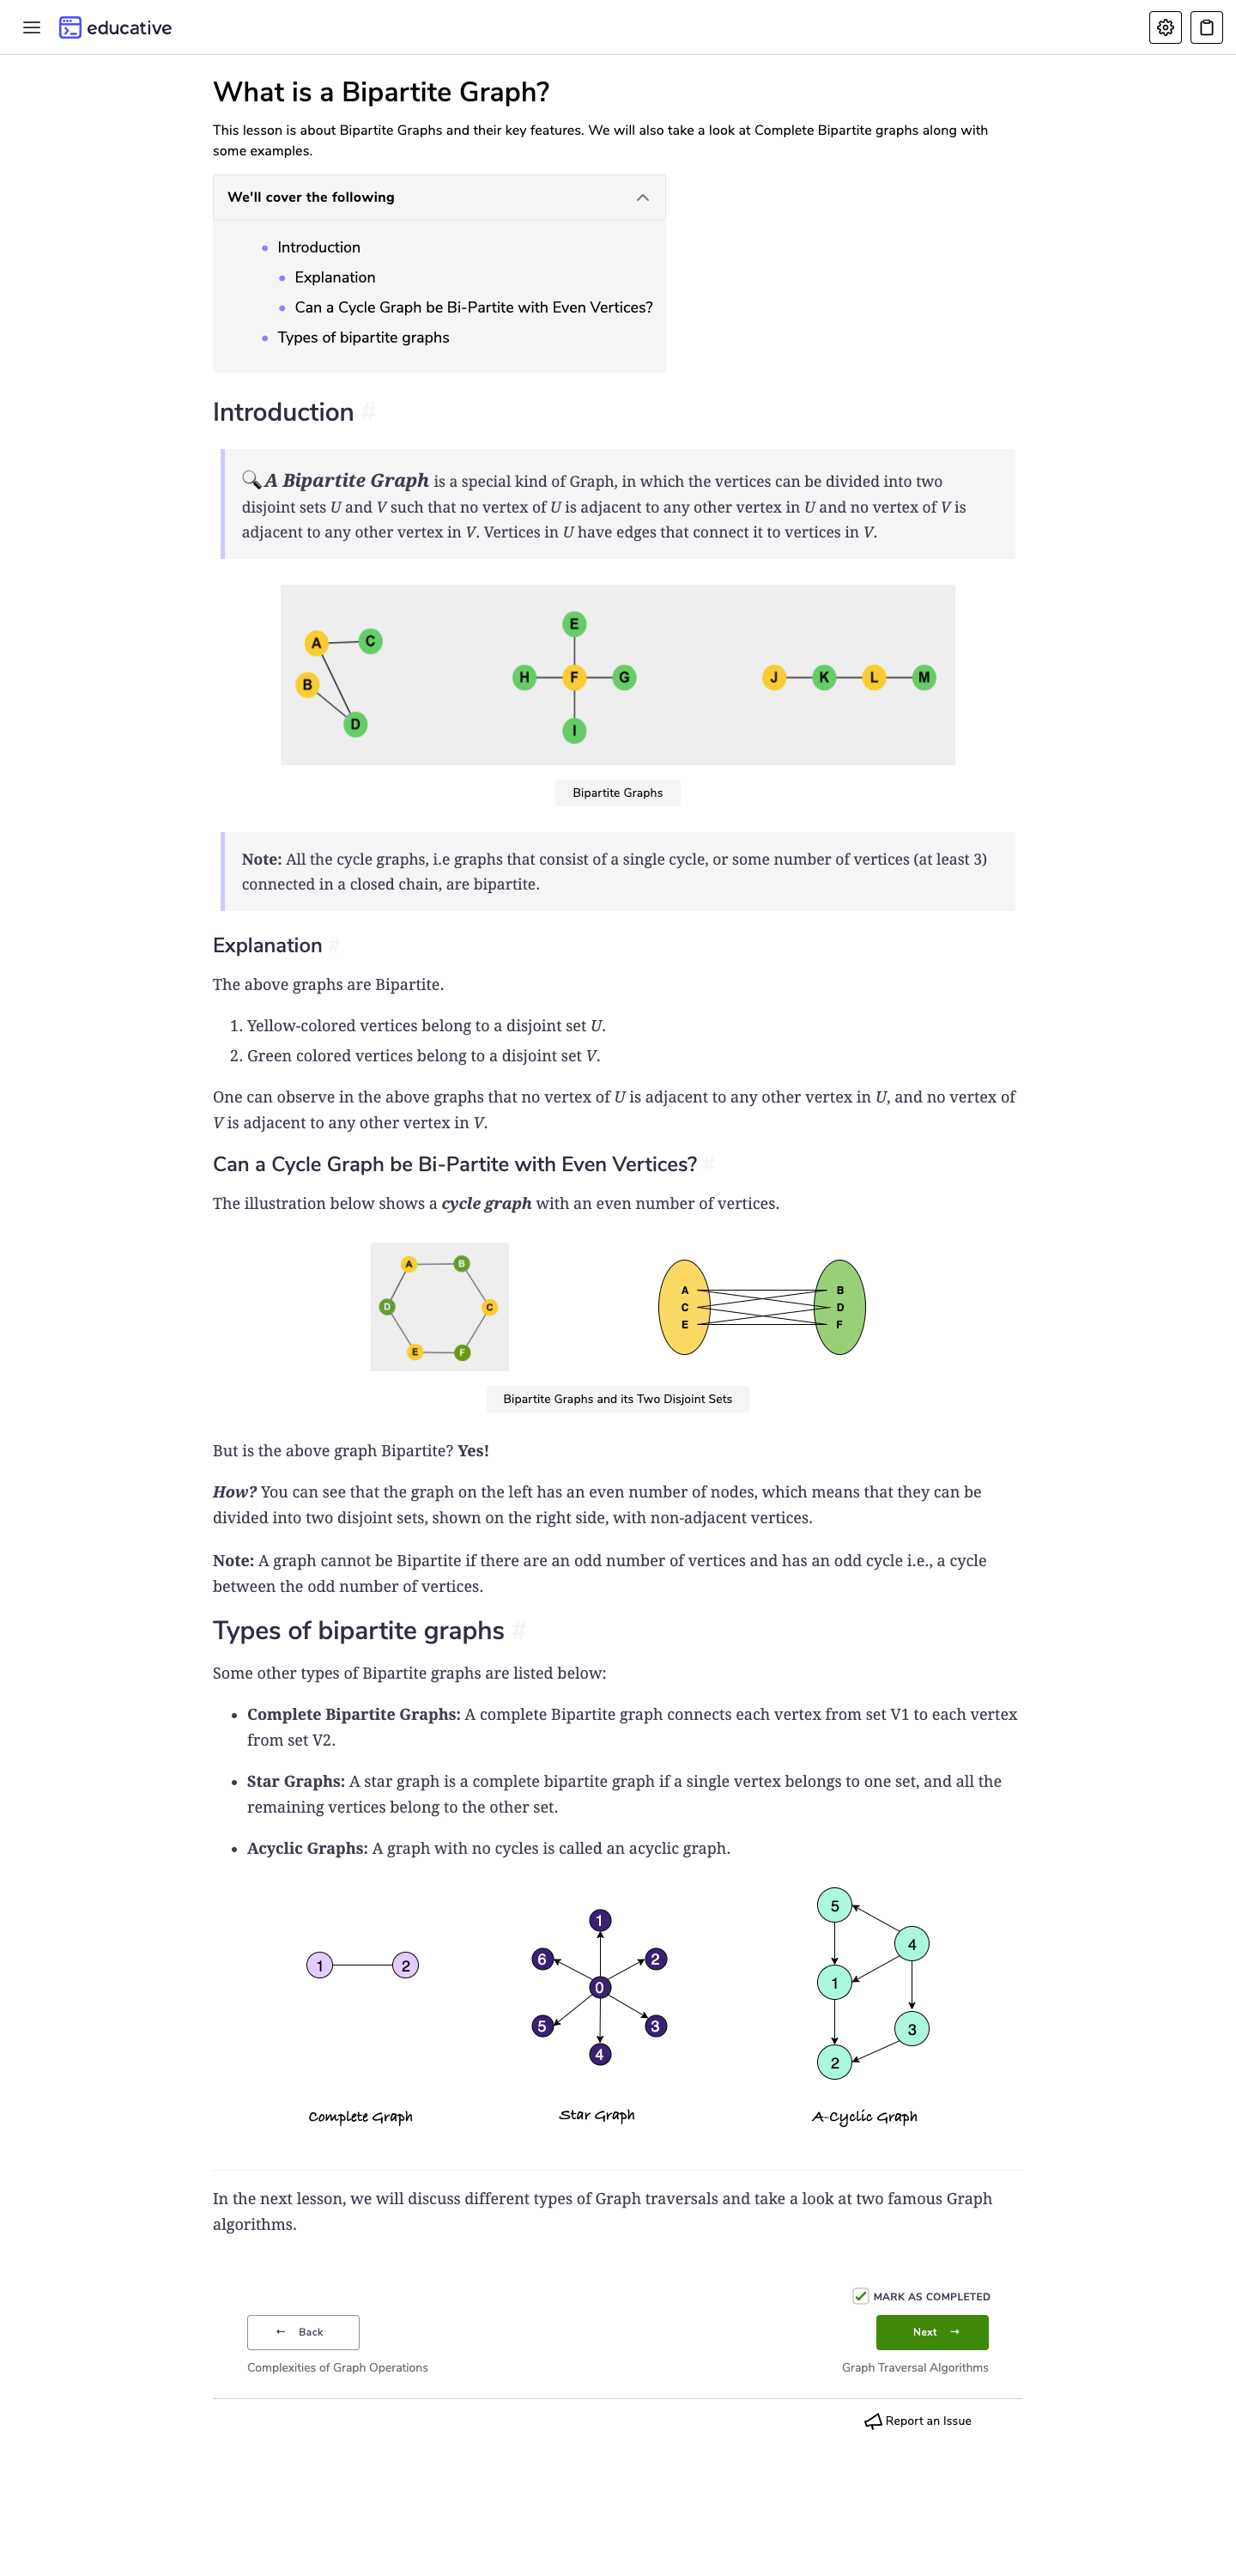 educative
What is a Bipartite Graph?
This lesson is about Bipartite Graphs and their key features. We will also take a look at Complete Bipartite graphs along with
some examples.
We'll cover the following
Introduction
Explanation
Can a Cycle Graph be Bi-Partite with Even Vertices?
Types of bipartite graphs
Introduction #
🔍 A Bipartite Graph is a special kind of Graph, in which the vertices can be divided into two
disjoint sets U and V such that no vertex of U is adjacent to any other vertex in U and no vertex of V is
adjacent to any other vertex in V. Vertices in U have edges that connect it to vertices in V.
A C B D
E H F G I
J K L M
Bipartite Graphs
Note: All the cycle graphs, i.e graphs that consist of a single cycle, or some number of vertices (at least 3)
connected in a closed chain, are bipartite.
Explanation #
The above graphs are Bipartite.
1. Yellow-colored vertices belong to a disjoint set U.
2. Green colored vertices belong to a disjoint set V.
One can observe in the above graphs that no vertex of U is adjacent to any other vertex in U, and no vertex of
V is adjacent to any other vertex in V.
Can a Cycle Graph be Bi-Partite with Even Vertices? #
The illustration below shows a cycle graph with an even number of vertices.
A B
D C
E F
A B
C D
E F
Bipartite Graphs and its Two Disjoint Sets
But is the above graph Bipartite? Yes!
How? You can see that the graph on the left has an even number of nodes, which means that they can be
divided into two disjoint sets, shown on the right side, with non-adjacent vertices.
Note: A graph cannot be Bipartite if there are an odd number of vertices and has an odd cycle i.e., a cycle
between the odd number of vertices.
Types of bipartite graphs #
Some other types of Bipartite graphs are listed below:
• Complete Bipartite Graphs: A complete Bipartite graph connects each vertex from set V1 to each vertex
from set V2.
• Star Graphs: A star graph is a complete bipartite graph if a single vertex belongs to one set, and all the
remaining vertices belong to the other set.
• Acyclic Graphs: A graph with no cycles is called an acyclic graph.
1 2
1
6 2
0
5 3
4
5
4
1
3
2
Complete Graph
Star Graph
A-Cyclic Graph
In the next lesson, we will discuss different types of Graph traversals and take a look at two famous Graph
algorithms.
MARK AS COMPLETED
← Back
Next →
Complexities of Graph Operations
Graph Traversal Algorithms
Report an Issue